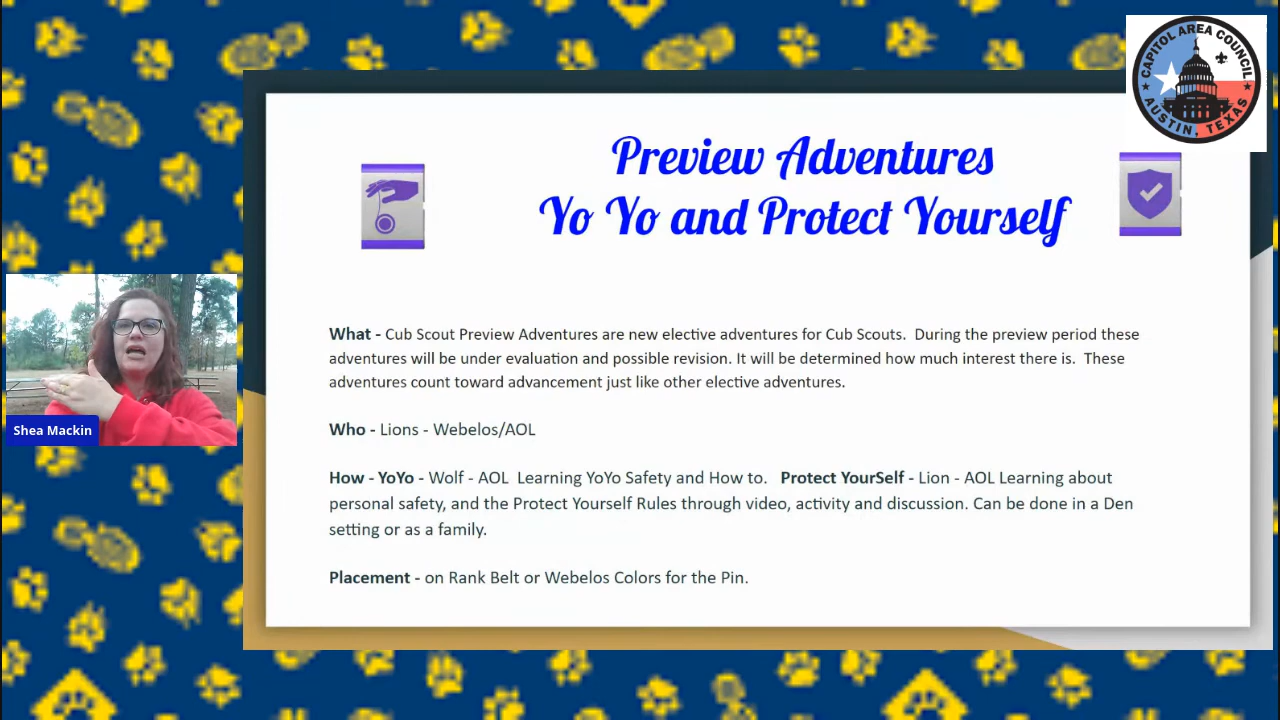 CAPITOL AREA COUNCIL
AUSTIN, TEXAS
Preview Adventures
Yo Yo and Protect Yourself
What - Cub Scout Preview Adventures are new elective adventures for Cub Scouts. During the preview period these
adventures will be under evaluation and possible revision. It will be determined how much interest there is. These
adventures count toward advancement just like other elective adventures.
Who - Lions - Webelos/AOL
How - YoYo - Wolf - AOL Learning YoYo Safety and How to. Protect YourSelf - Lion - AOL Learning about
personal safety, and the Protect Yourself Rules through video, activity and discussion. Can be done in a Den
setting or as a family.
Placement - on Rank Belt or Webelos Colors for the Pin.
Shea Mackin